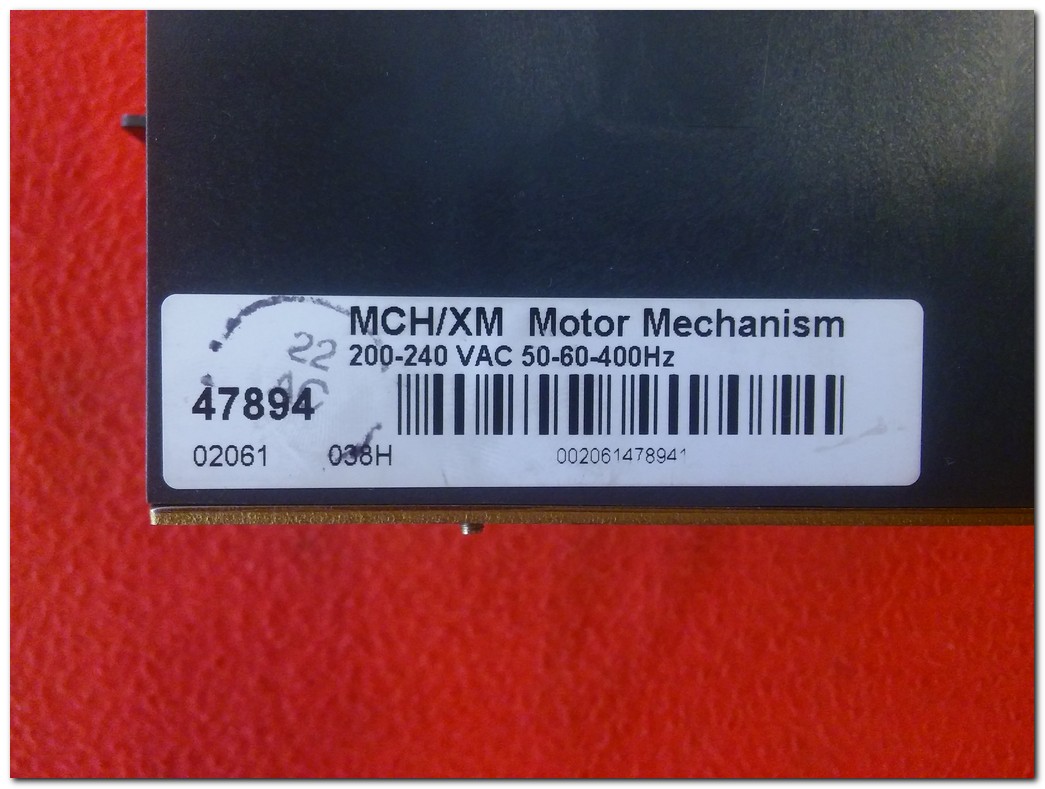 MCH/XM Motor Mechanism
200-240 VAC 50-60-400Hz
22
47894
02061 038H 002061478941